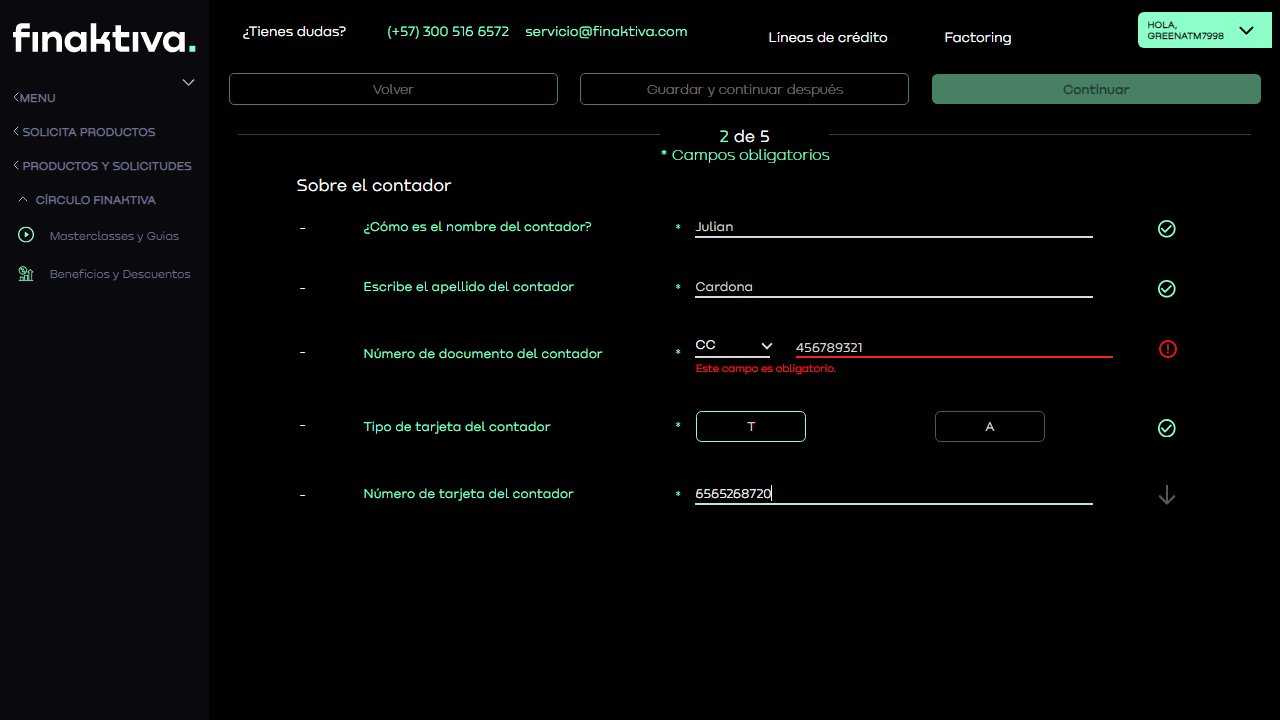 finaktiva.
MENU
SOLICITA PRODUCTOS
PRODUCTOS Y SOLICITUDES
CÍRCULO FINAKTIVA
Masterclasses y Guías
Beneficios y Descuentos
¿Tienes dudas? (+57) 300 516 6572 servicio@finaktiva.com Líneas de crédito Factoring
HOLA,
GREENATM7998
Volver Guardar y continuar después Continuar
2 de 5
* Campos obligatorios
Sobre el contador
- ¿Cómo es el nombre del contador? * Julian
- Escribe el apellido del contador * Cardona
- Número de documento del contador * CC 456789321
Este campo es obligatorio.
- Tipo de tarjeta del contador * T A
- Número de tarjeta del contador * 6565268720